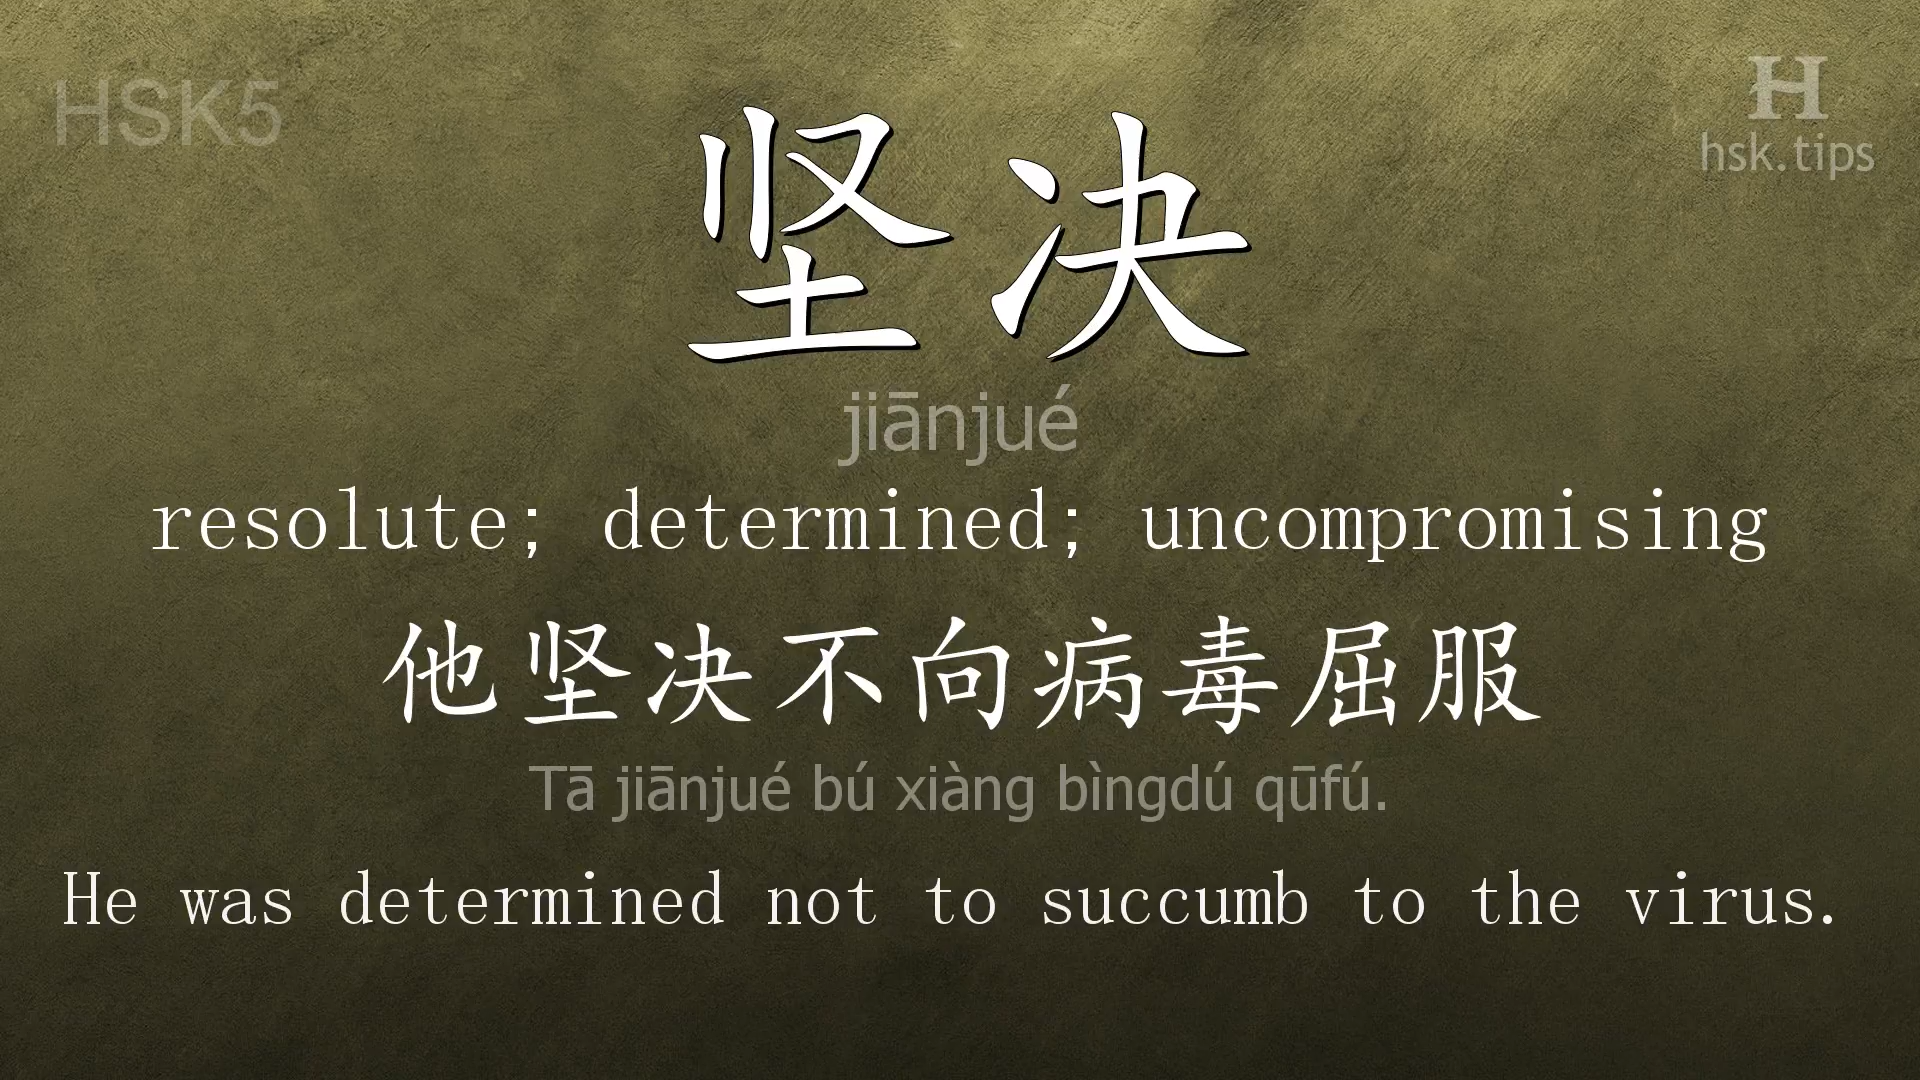 HSK5
H
hsk.tips
坚决
jiānjué
resolute; determined; uncompromising
他坚决不向病毒屈服
Tā jiānjué bú xiàng bìngdú qūfú.
He was determined not to succumb to the virus.